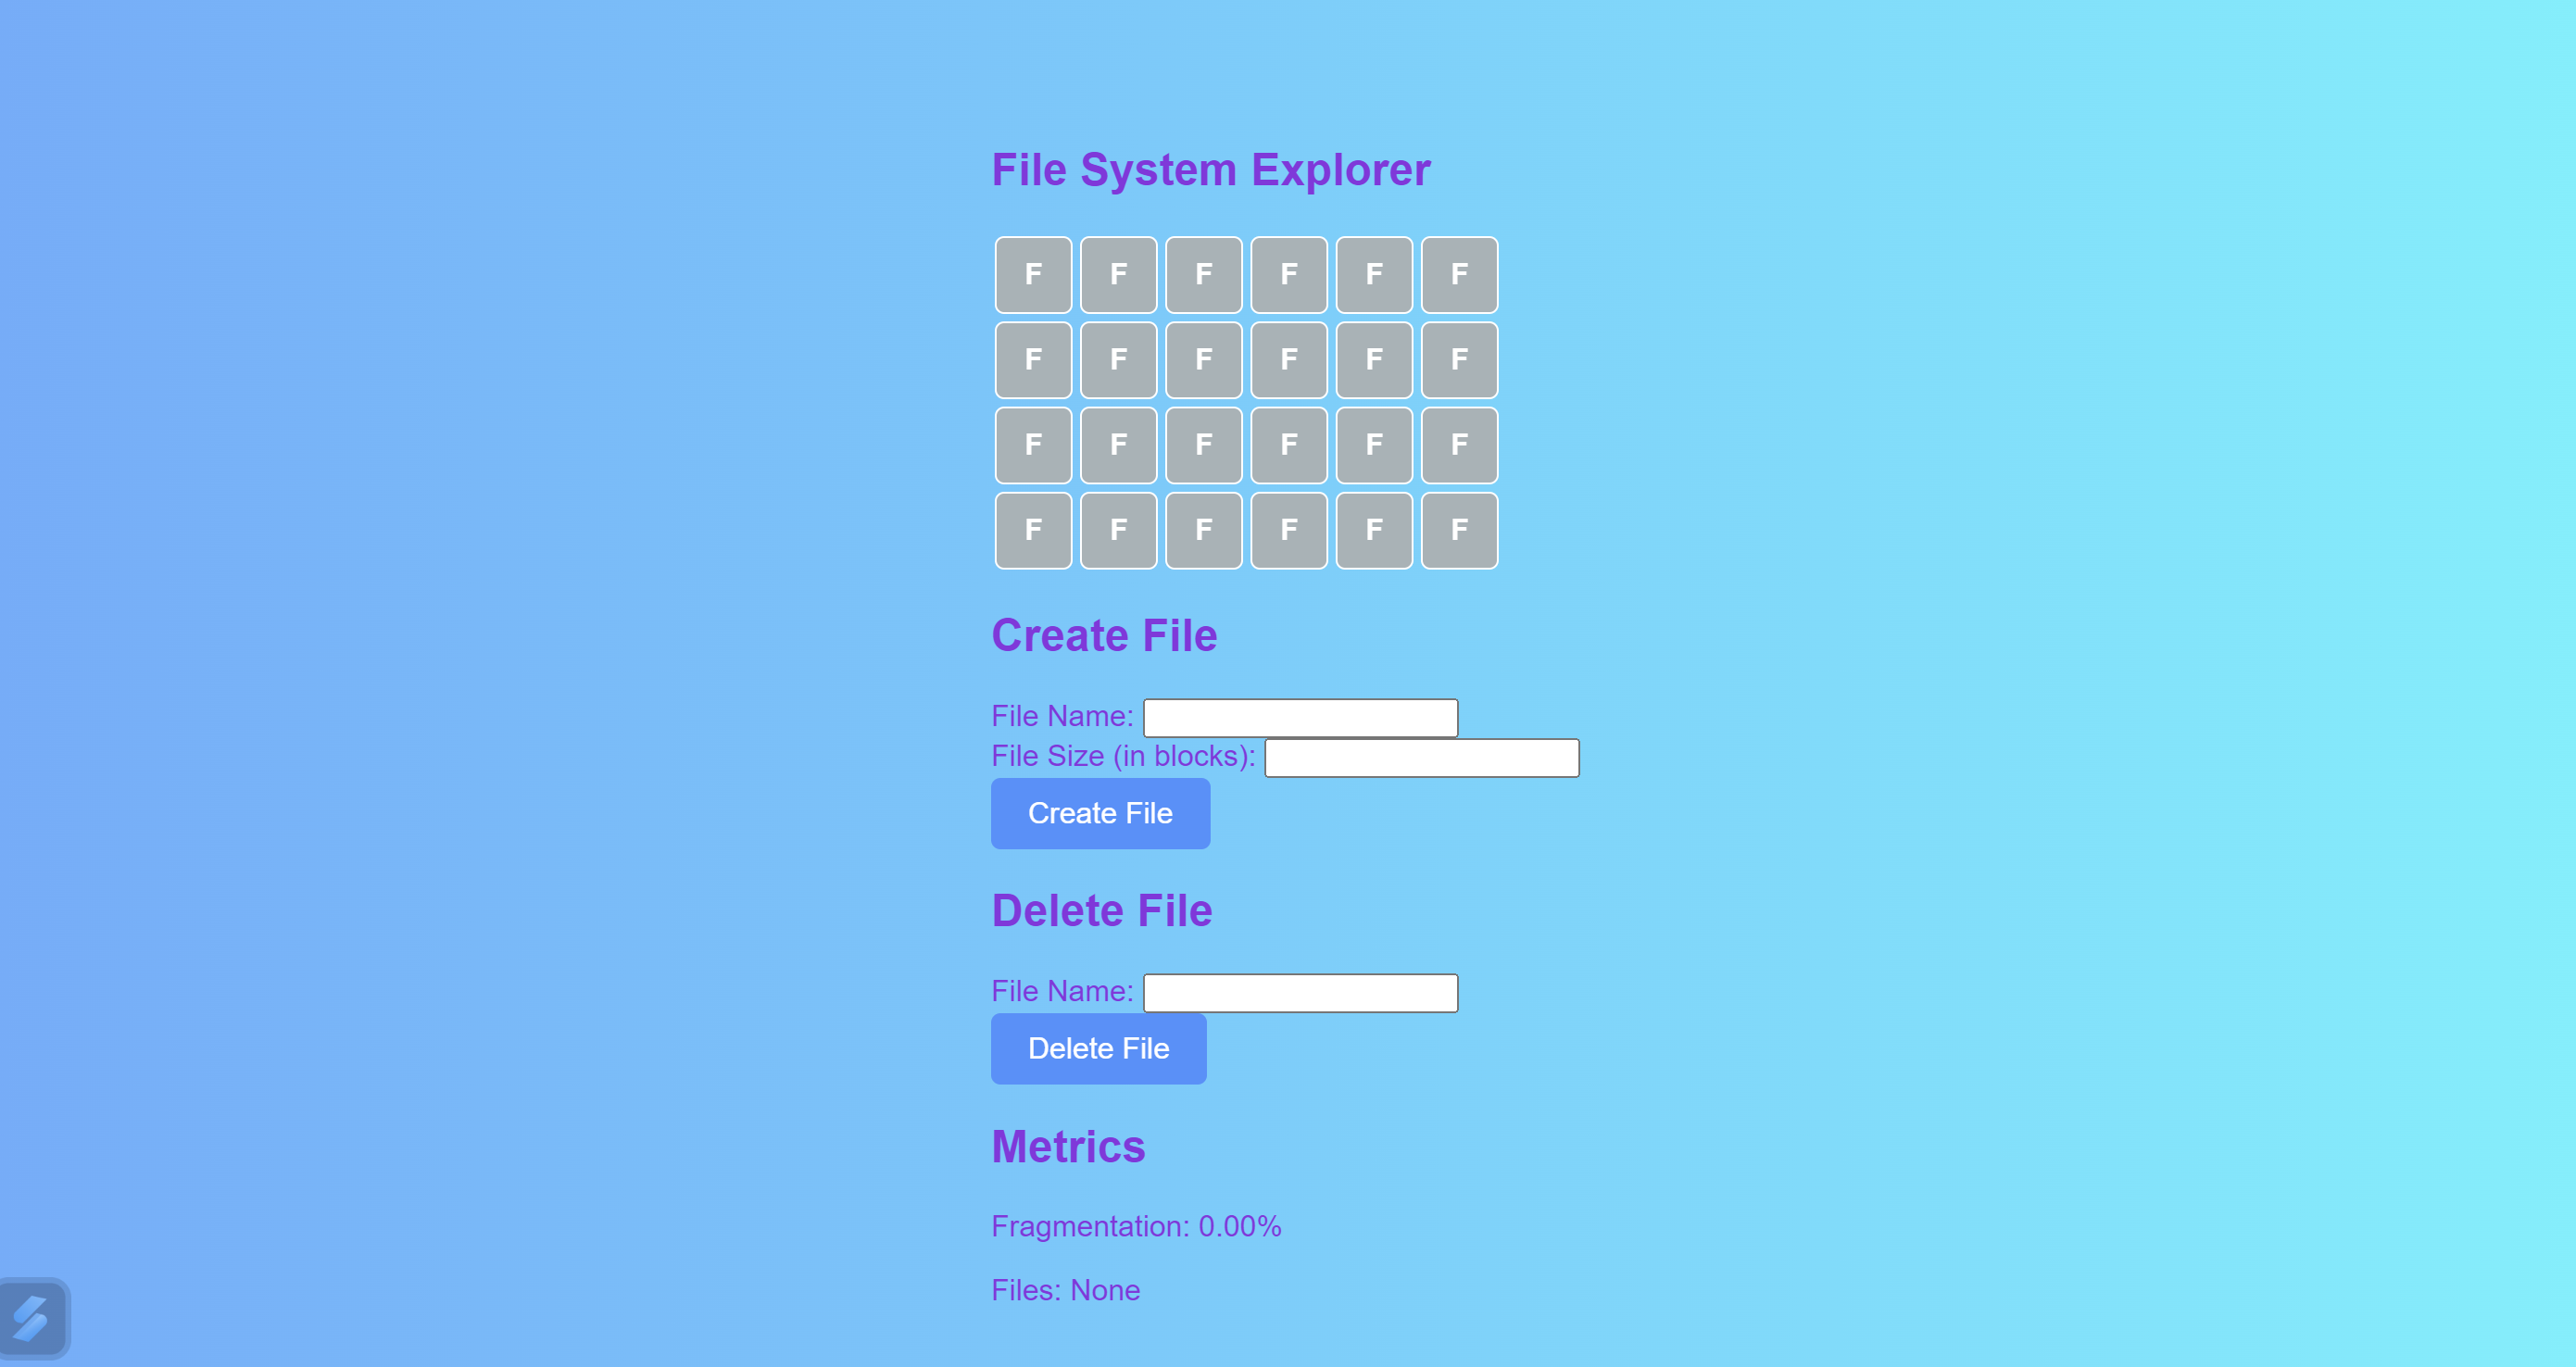 File System Explorer
F F F F F F
F F F F F F
F F F F F F
F F F F F F
Create File
File Name:
File Size (in blocks):
Create File
Delete File
File Name:
Delete File
Metrics
Fragmentation: 0.00%
Files: None